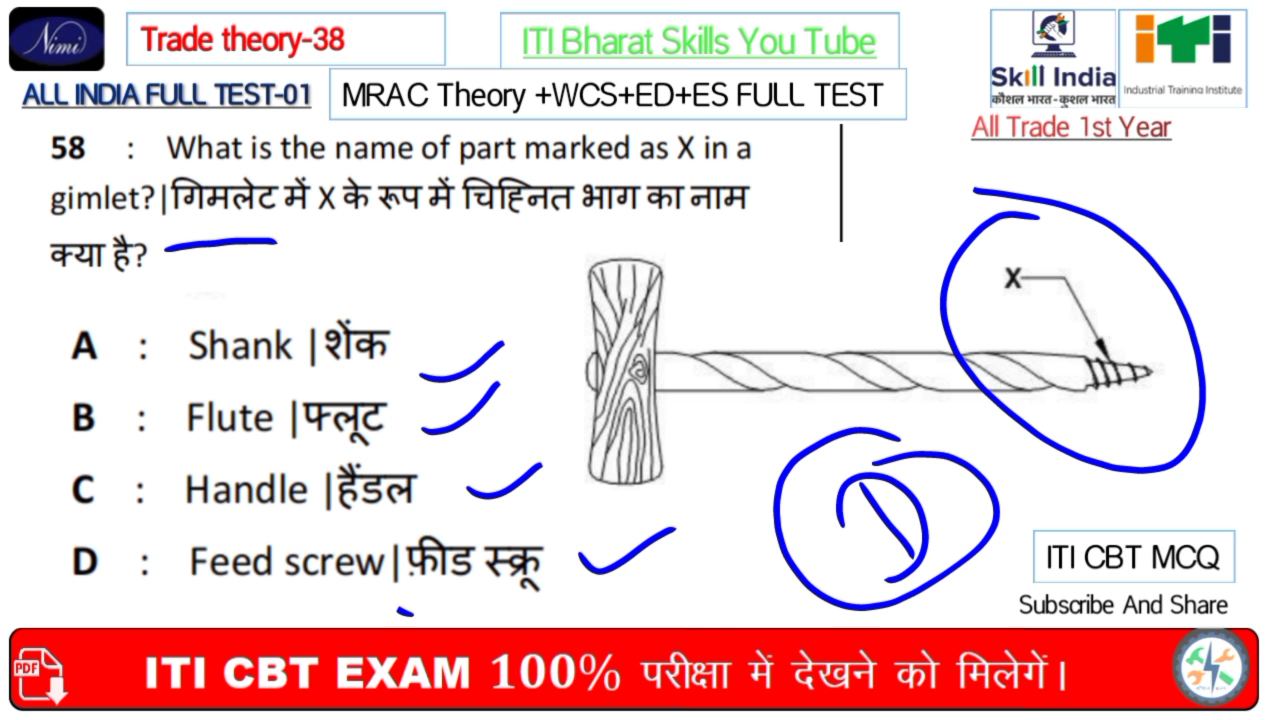 Nimi
Trade theory-38
ITI Bharat Skills You Tube
Skill India
कौशल भारत-कुशल भारत
iTi
Industrial Training Institute
ALL INDIA FULL TEST-01
MRAC Theory +WCS+ED+ES FULL TEST
All Trade 1st Year
58 : What is the name of part marked as X in a
gimlet?|गिमलेट में X के रूप में चिह्नित भाग का नाम
क्या है?
X
A : Shank |शेंक
B : Flute |फ्लूट
C : Handle |हैंडल
D : Feed screw|फ़ीड स्क्रू
D
ITI CBT MCQ
Subscribe And Share
PDF
ITI CBT EXAM 100% परीक्षा में देखने को मिलेगें।